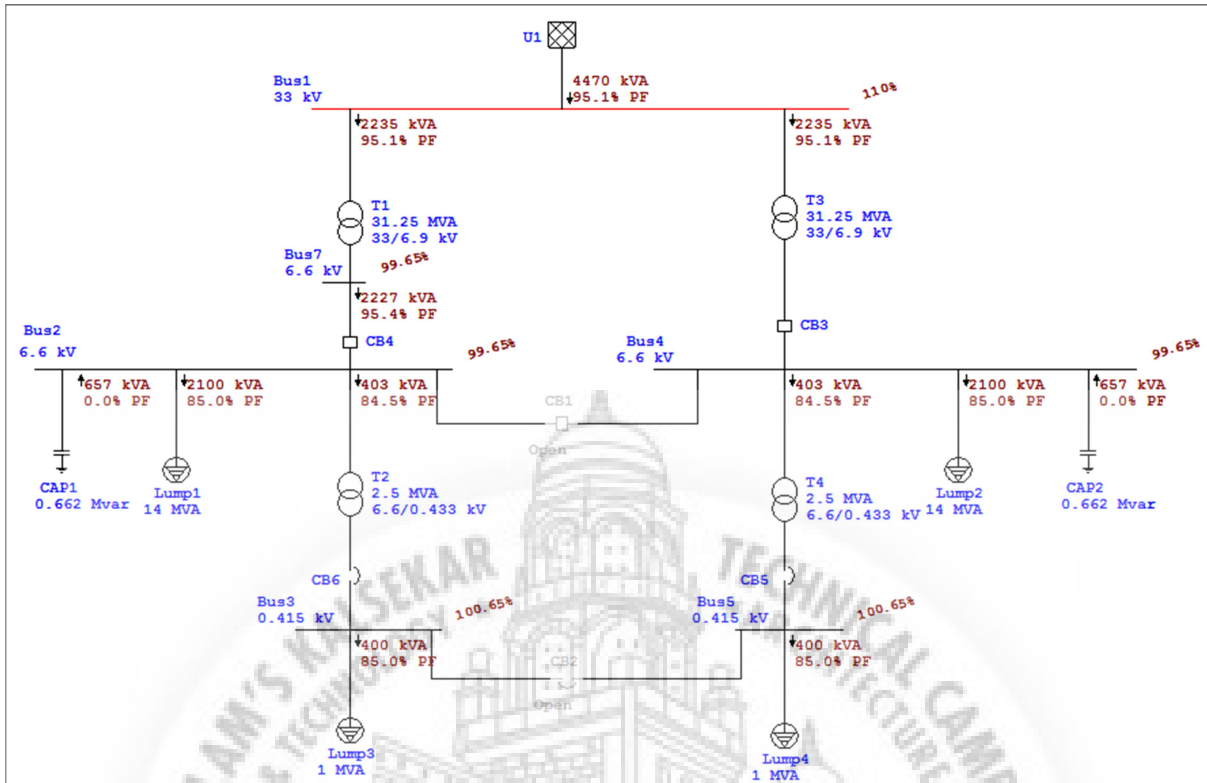 U1
4470 kVA
95.1% PF
Bus1
33 kV
110%
2235 kVA
95.1% PF
2235 kVA
95.1% PF
T1
31.25 MVA
33/6.9 kV
T3
31.25 MVA
33/6.9 kV
Bus7
6.6 kV
99.65%
2227 kVA
95.4% PF
CB4
CB3
Bus2
6.6 kV
99.65%
Bus4
6.6 kV
99.65%
657 kVA
0.0% PF
2100 kVA
85.0% PF
403 kVA
84.5% PF
CB1
Open
403 kVA
84.5% PF
2100 kVA
85.0% PF
657 kVA
0.0% PF
CAP1
0.662 Mvar
Lump1
14 MVA
T2
2.5 MVA
6.6/0.433 kV
T4
2.5 MVA
6.6/0.433 kV
Lump2
14 MVA
CAP2
0.662 Mvar
CB6
CB5
Bus3
0.415 kV
100.65%
Bus5
0.415 kV
100.65%
400 kVA
85.0% PF
CB2
Open
400 kVA
85.0% PF
Lump3
1 MVA
Lump4
1 MVA
AM'S KALSEKAR
TECHNICAL